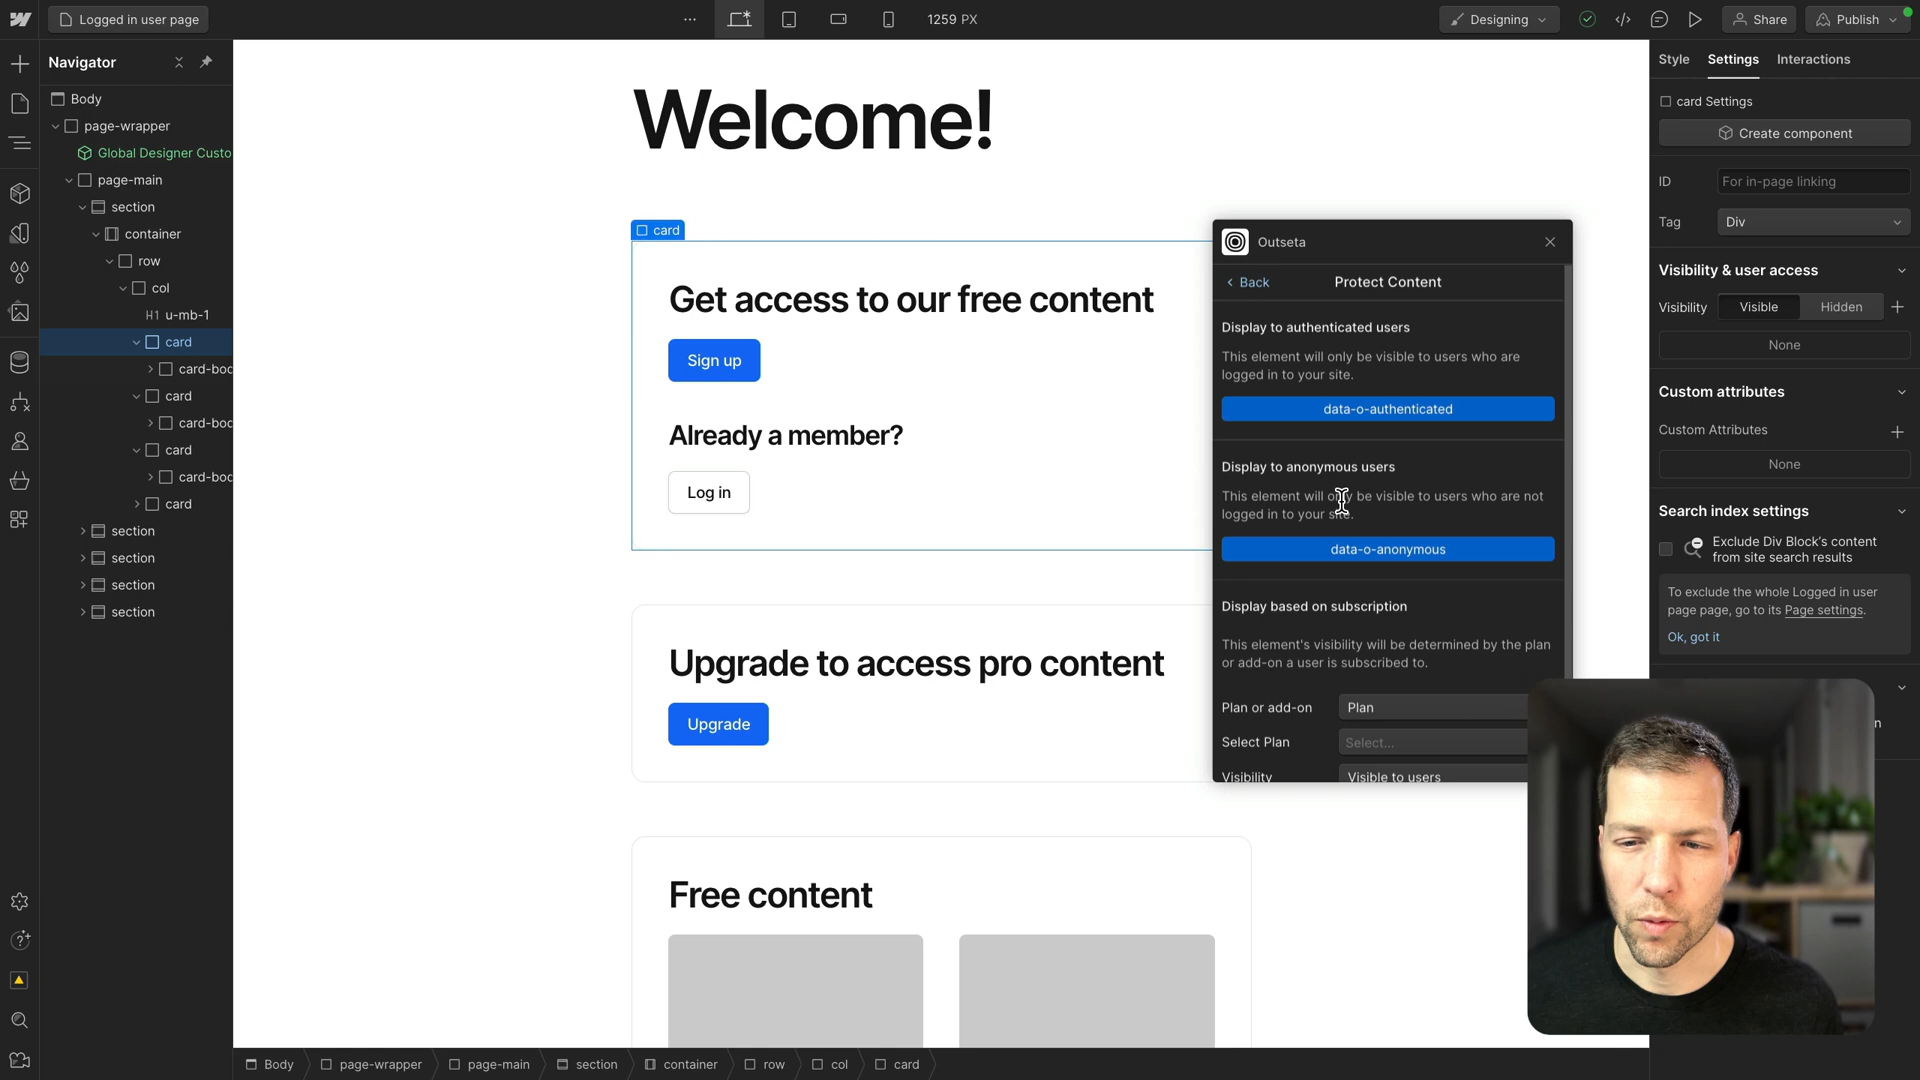 Logged in user page
1259 PX
Designing
Share
Publish
Navigator
Body
page-wrapper
Global Designer Custo
page-main
section
container
row
col
H1 u-mb-1
card
card-boc
card
card-boc
card
card-boc
card
section
section
section
section
Welcome!
card
Get access to our free content
Sign up
Already a member?
Log in
Upgrade to access pro content
Upgrade
Free content
Outseta
Back
Protect Content
Display to authenticated users
This element will only be visible to users who are
logged in to your site.
data-o-authenticated
Display to anonymous users
This element will only be visible to users who are not
logged in to your site.
data-o-anonymous
Display based on subscription
This element's visibility will be determined by the plan
or add-on a user is subscribed to.
Plan or add-on Plan
Select Plan Select...
Visibility Visible to users
Style Settings Interactions
card Settings
Create component
ID For in-page linking
Tag Div
Visibility & user access
Visibility Visible Hidden
None
Custom attributes
Custom Attributes
None
Search index settings
Exclude Div Block's content
from site search results
To exclude the whole Logged in user
page page, go to its Page settings.
Ok, got it
n
Body page-wrapper page-main section container row col card